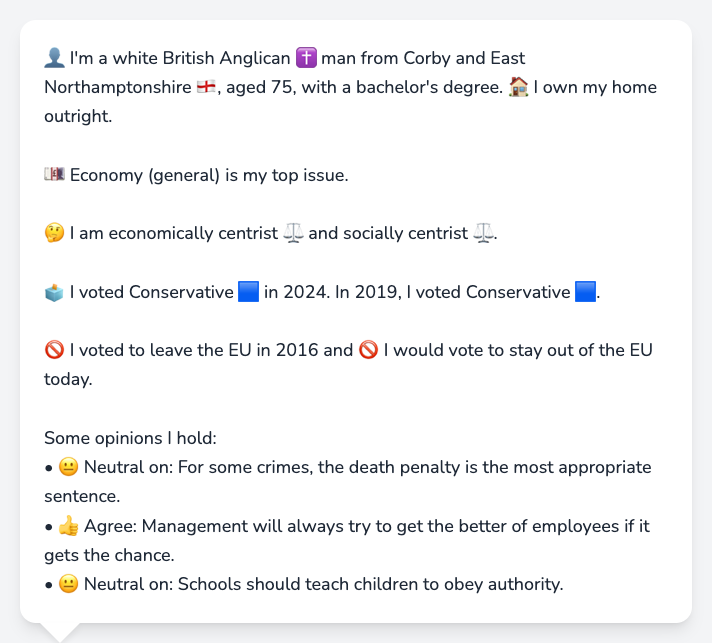 👤 I'm a white British Anglican ✝️ man from Corby and East
Northamptonshire 🏴󠁧󠁢󠁥󠁮󠁧󠁿, aged 75, with a bachelor's degree. 🏠 I own my home
outright.
💷 Economy (general) is my top issue.
🤔 I am economically centrist ⚖️ and socially centrist ⚖️.
🗳️ I voted Conservative 🟦 in 2024. In 2019, I voted Conservative 🟦.
🚫 I voted to leave the EU in 2016 and 🚫 I would vote to stay out of the EU
today.
Some opinions I hold:
• 😐 Neutral on: For some crimes, the death penalty is the most appropriate
sentence.
• 👍 Agree: Management will always try to get the better of employees if it
gets the chance.
• 😐 Neutral on: Schools should teach children to obey authority.